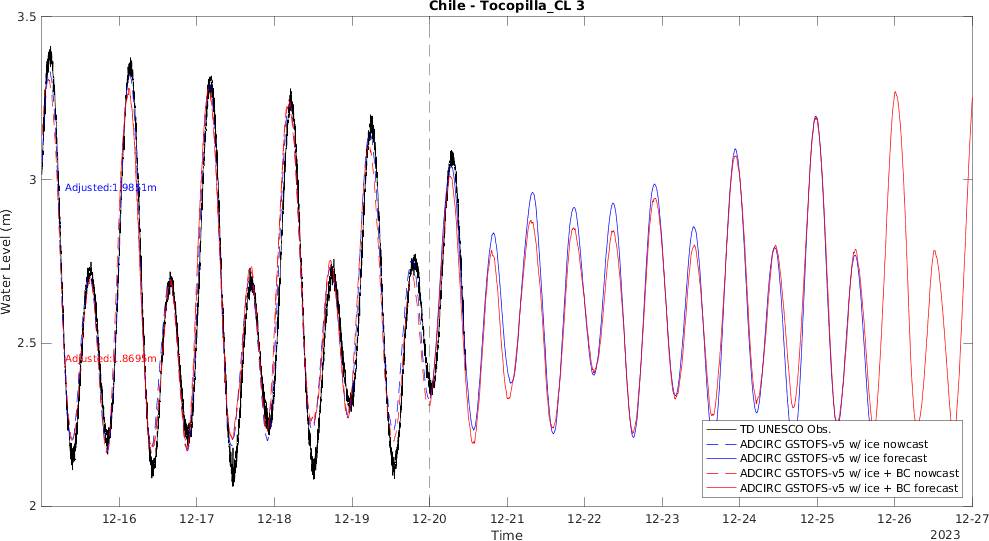 Chile - Tocopilla_CL 3
3.5
3
2.5
2
Water Level (m)
Adjusted:1.9851m
Adjusted:1.8695m
TD UNESCO Obs.
ADCIRC GSTOFS-v5 w/ ice nowcast
ADCIRC GSTOFS-v5 w/ ice forecast
ADCIRC GSTOFS-v5 w/ ice + BC nowcast
ADCIRC GSTOFS-v5 w/ ice + BC forecast
12-16 12-17 12-18 12-19 12-20 12-21 12-22 12-23 12-24 12-25 12-26 12-27
Time
2023